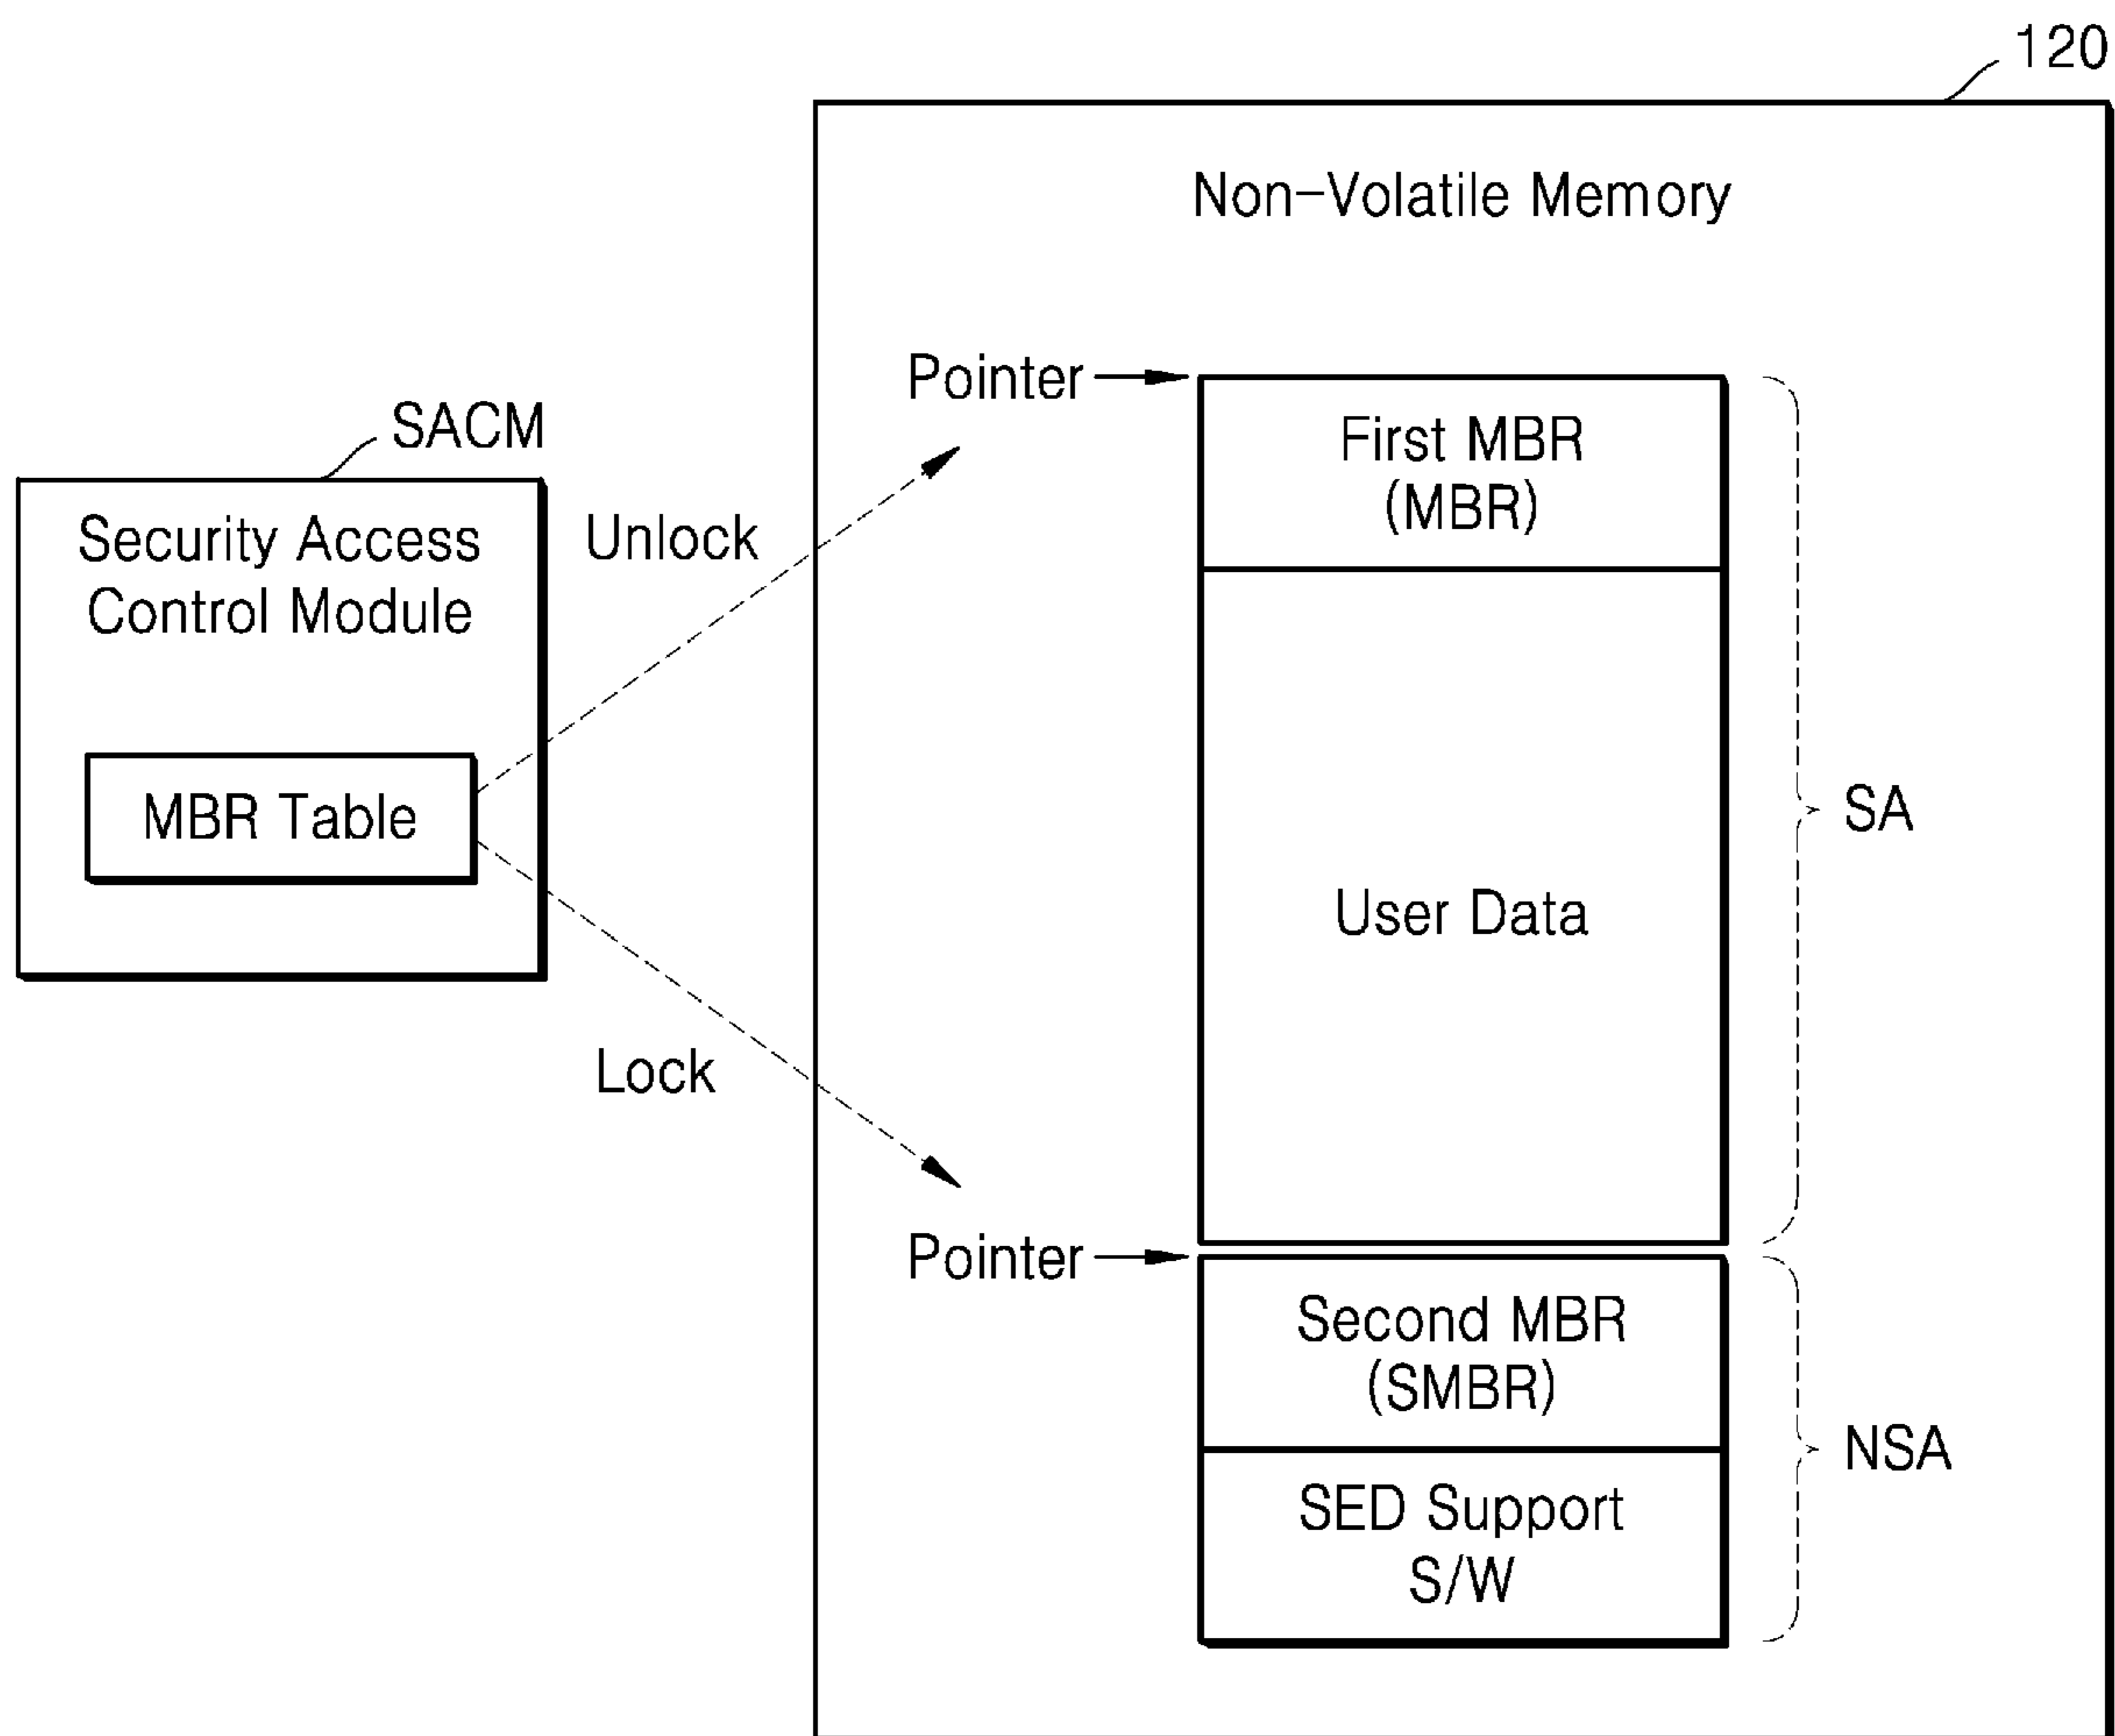 120
Non-Volatile Memory
Pointer
First MBR
(MBR)
SACM
Security Access
Control Module
Unlock
MBR Table
SA
User Data
Lock
Pointer
Second MBR
(SMBR)
NSA
SED Support
S/W